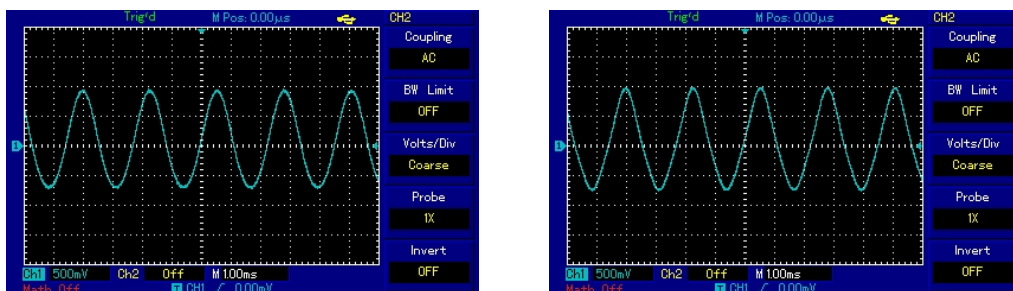 Trig'd M Pos: 0.00μs CH2
Coupling
AC
BW Limit
OFF
Volts/Div
Coarse
Probe
1X
Invert
OFF
1
Ch1 500mV Ch2 Off M 1.00ms
Math Off T CH1 / 0.00mV
Trig'd M Pos: 0.00μs CH2
Coupling
AC
BW Limit
OFF
Volts/Div
Coarse
Probe
1X
Invert
OFF
1
Ch1 500mV Ch2 Off M 1.00ms
Math Off T CH1 / 0.00mV